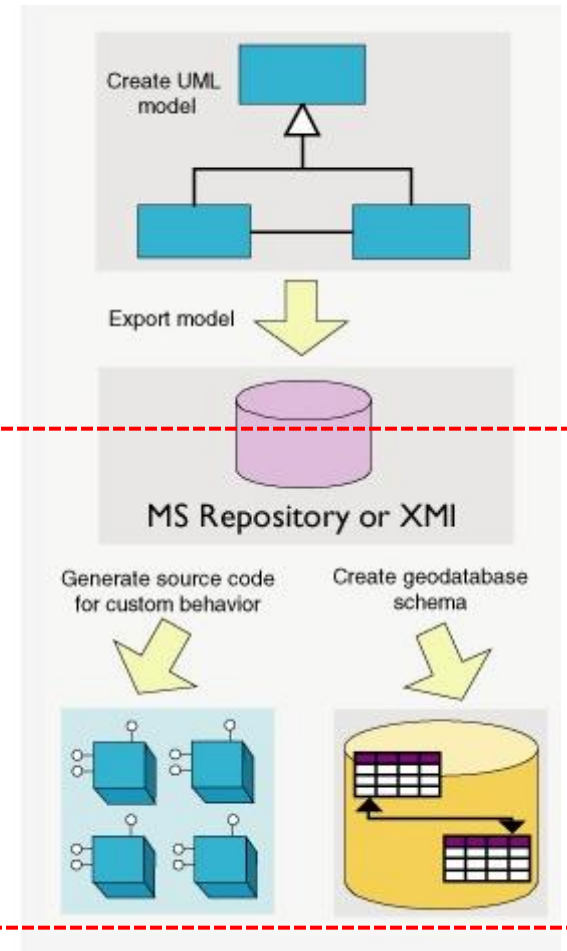 Create UML
model
Export model
MS Repository or XMI
Generate source code
for custom behavior
Create geodatabase
schema